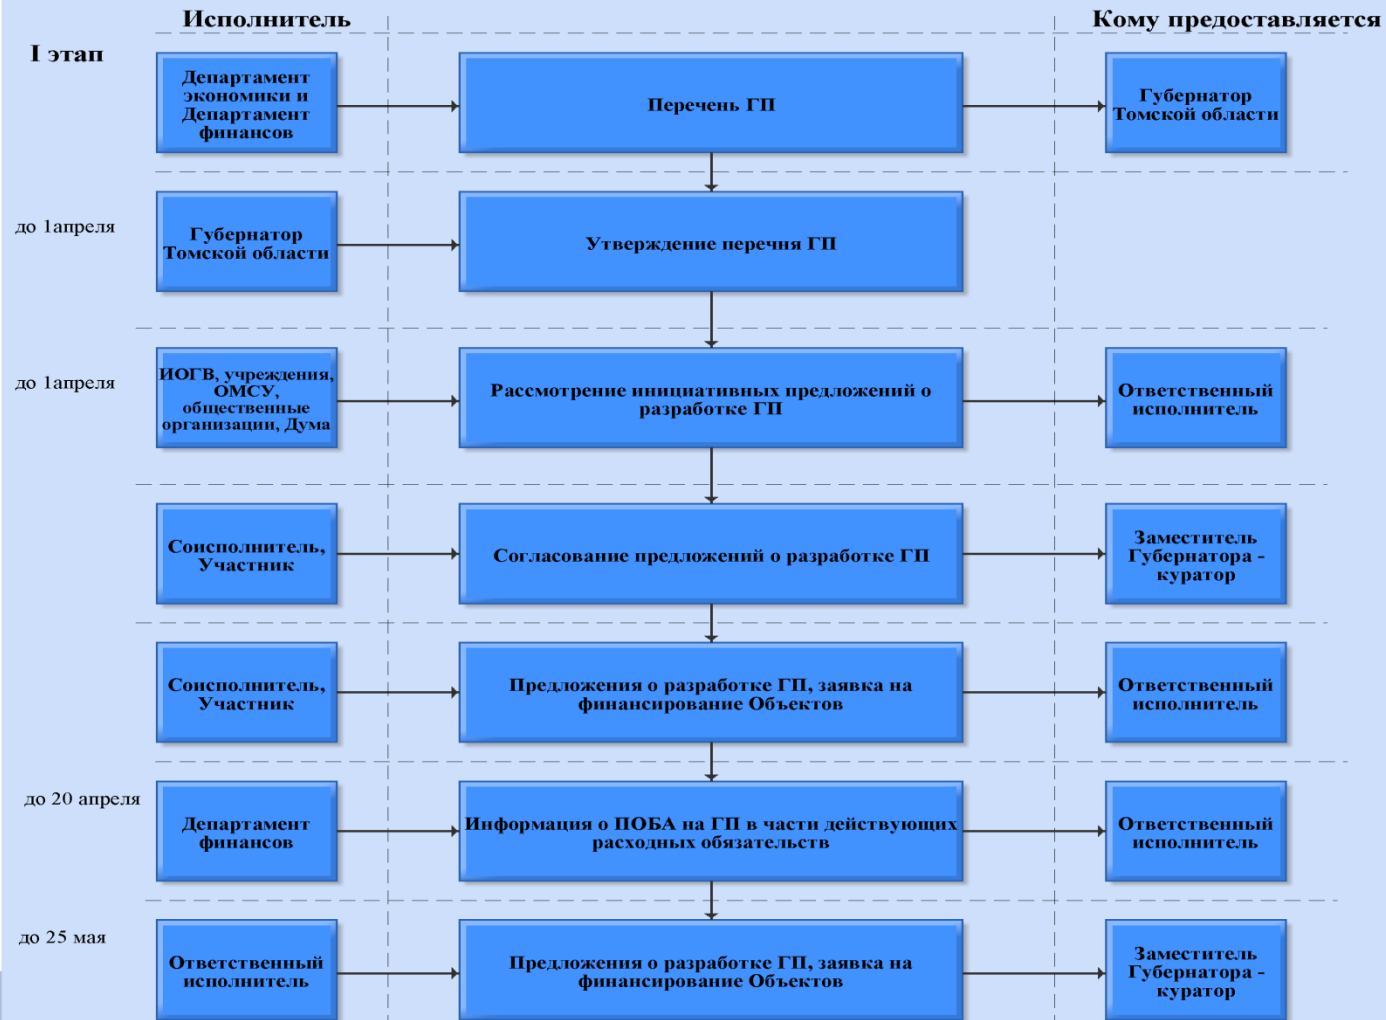 Исполнитель
Кому предоставляется
I этап
Департамент
экономики и
Департамент
финансов
Перечень ГП
Губернатор
Томской области
до 1апреля
Губернатор
Томской области
Утверждение перечня ГП
до 1апреля
ИОГВ, учреждения,
ОМСУ,
общественные
организации, Дума
Рассмотрение инициативных предложений о
разработке ГП
Ответственный
исполнитель
Соисполнитель,
Участник
Согласование предложений о разработке ГП
Заместитель
Губернатора -
куратор
Соисполнитель,
Участник
Предложения о разработке ГП, заявка на
финансирование Объектов
Ответственный
исполнитель
до 20 апреля
Департамент
финансов
Информация о ПОБА на ГП в части действующих
расходных обязательств
Ответственный
исполнитель
до 25 мая
Ответственный
исполнитель
Предложения о разработке ГП, заявка на
финансирование Объектов
Заместитель
Губернатора -
куратор